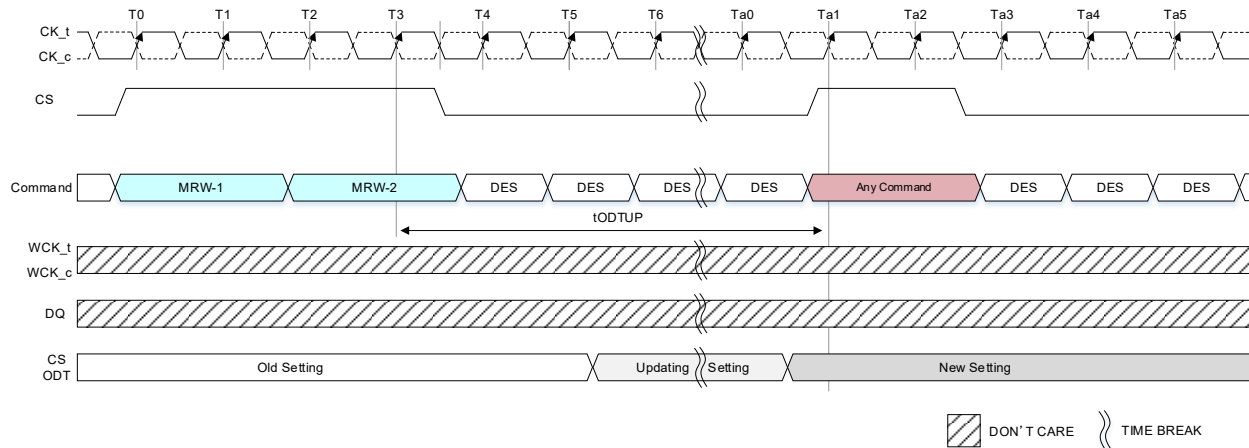 T0 T1 T2 T3 T4 T5 T6 Ta0 Ta1 Ta2 Ta3 Ta4 Ta5
CK_t
CK_c
CS
Command MRW-1 MRW-2 DES DES DES DES Any Command DES DES DES
tODTUP
WCK_t
WCK_c
DQ
CS
ODT
Old Setting Updating Setting New Setting
DON'T CARE TIME BREAK